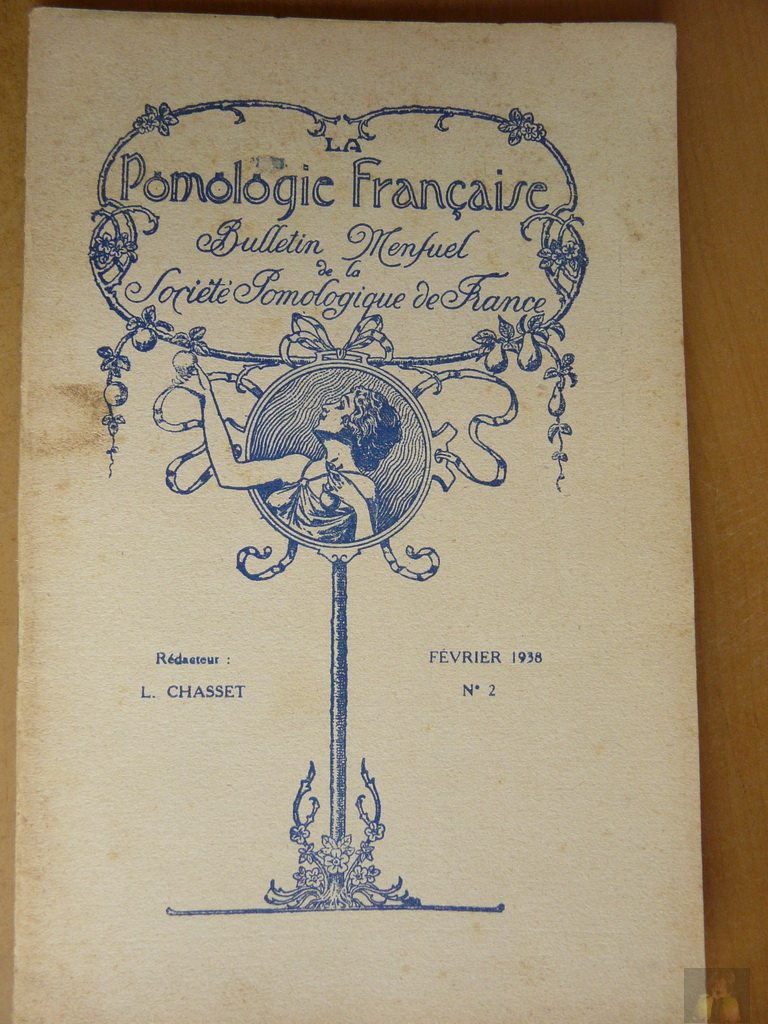 LA
Pomologie Française
Bulletin Mensuel
de la
Société Pomologique de France
Rédacteur :
L. CHASSET
FÉVRIER 1938
N° 2